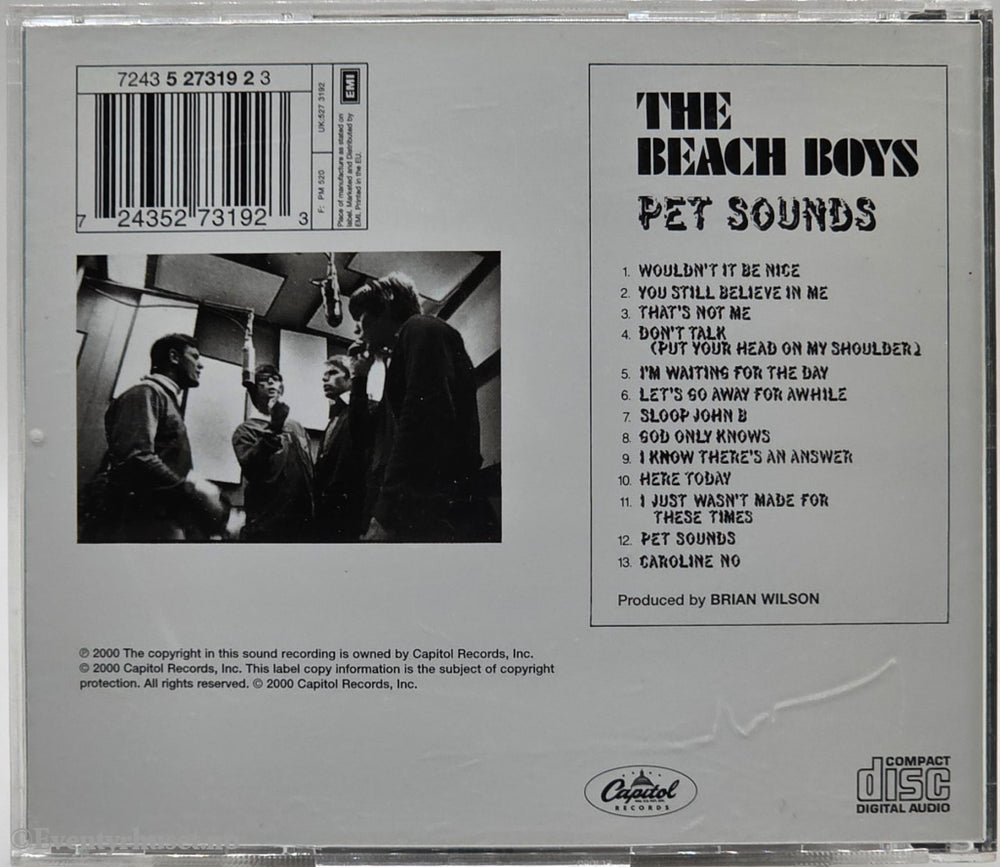 7243 5 27319 2 3
7 24352 73192 3
UK:527 3192
F: PM 520
EMI
Place of manufacture as stated on
label. Marketed and Distributed by
EMI. Printed in the EU.
THE
BEACH BOYS
PET SOUNDS
1. WOULDN'T IT BE NICE
2. YOU STILL BELIEVE IN ME
3. THAT'S NOT ME
4. DON'T TALK
(PUT YOUR HEAD ON MY SHOULDER)
5. I'M WAITING FOR THE DAY
6. LET'S GO AWAY FOR AWHILE
7. SLOOP JOHN B
8. GOD ONLY KNOWS
9. I KNOW THERE'S AN ANSWER
10. HERE TODAY
11. I JUST WASN'T MADE FOR
THESE TIMES
12. PET SOUNDS
13. CAROLINE NO
Produced by BRIAN WILSON
℗ 2000 The copyright in this sound recording is owned by Capitol Records, Inc.
© 2000 Capitol Records, Inc. This label copy information is the subject of copyright
protection. All rights reserved. © 2000 Capitol Records, Inc.
Capitol
RECORDS
COMPACT
disc
DIGITAL AUDIO
© Eventyrhuset.no